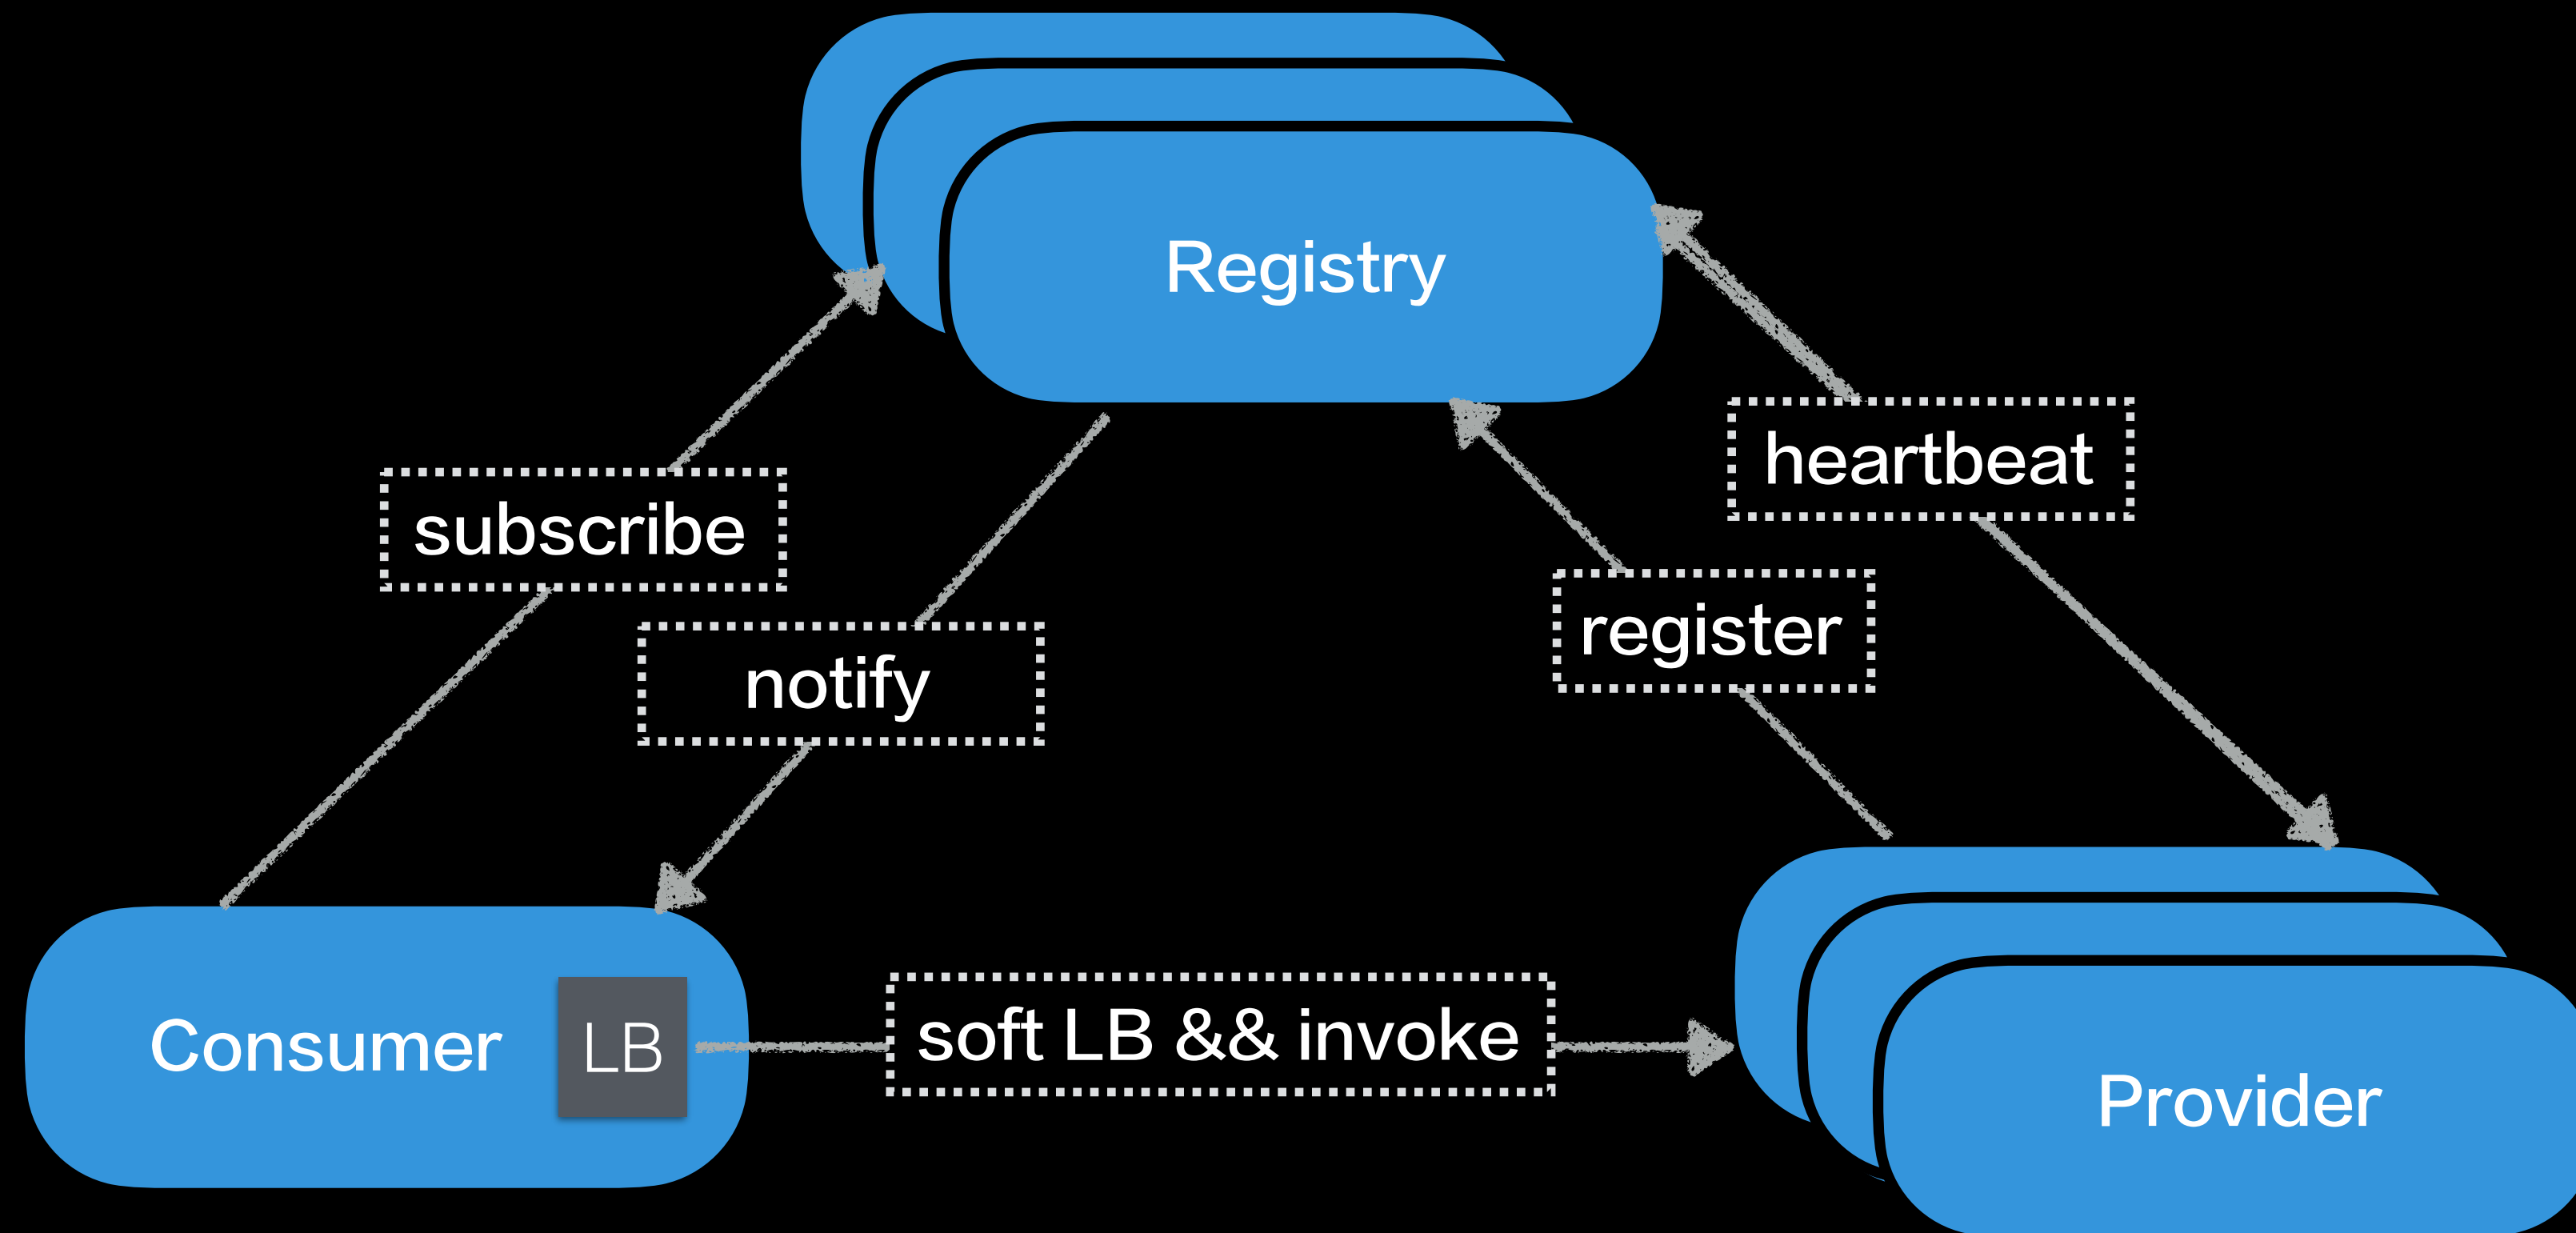 Registry
heartbeat
subscribe
register
notify
soft LB && invoke
Consumer
LB
Provider